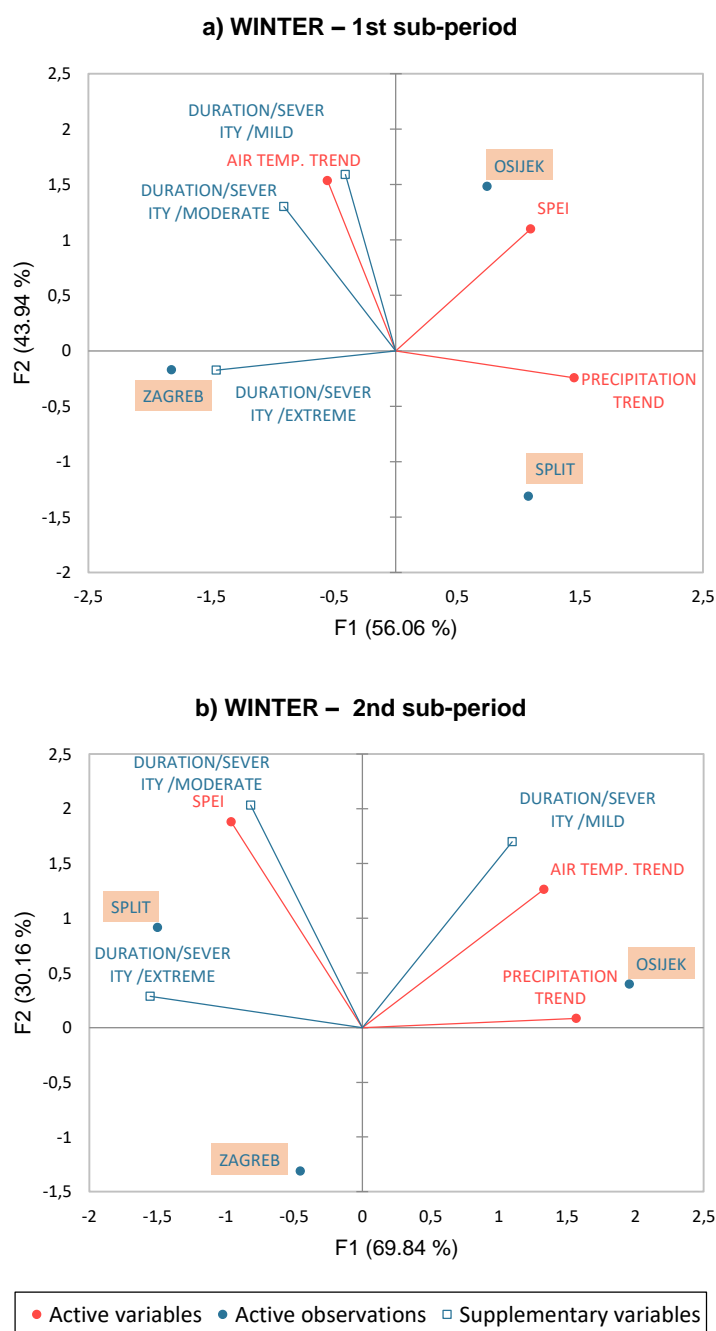 a) WINTER – 1st sub-period
2,5
2
1,5
1
0,5
0
-0,5
-1
-1,5
-2
F2 (43.94 %)
DURATION/SEVER
ITY /MILD
AIR TEMP. TREND
DURATION/SEVER
ITY /MODERATE
OSIJEK
SPEI
ZAGREB
DURATION/SEVER
ITY /EXTREME
PRECIPITATION
TREND
SPLIT
-2,5 -1,5 -0,5 0,5 1,5 2,5
F1 (56.06 %)
b) WINTER – 2nd sub-period
2,5
2
1,5
1
0,5
0
-0,5
-1
-1,5
F2 (30.16 %)
DURATION/SEVER
ITY /MODERATE
SPEI
DURATION/SEVER
ITY /MILD
AIR TEMP. TREND
SPLIT
DURATION/SEVER
ITY /EXTREME
OSIJEK
PRECIPITATION
TREND
ZAGREB
-2 -1,5 -1 -0,5 0 0,5 1 1,5 2 2,5
F1 (69.84 %)
Active variables Active observations Supplementary variables